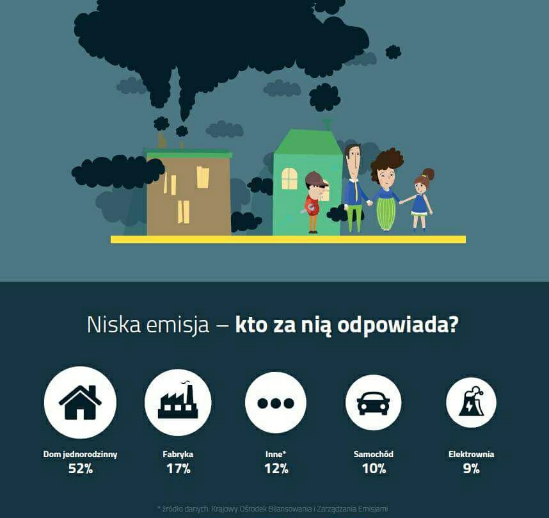 Niska emisja – kto za nią odpowiada?
Dom jednorodzinny
52%
Fabryka
17%
Inne*
12%
Samochód
10%
Elektrownia
9%
* źródło danych: Krajowy Ośrodek Bilansowania i Zarządzania Emisjami